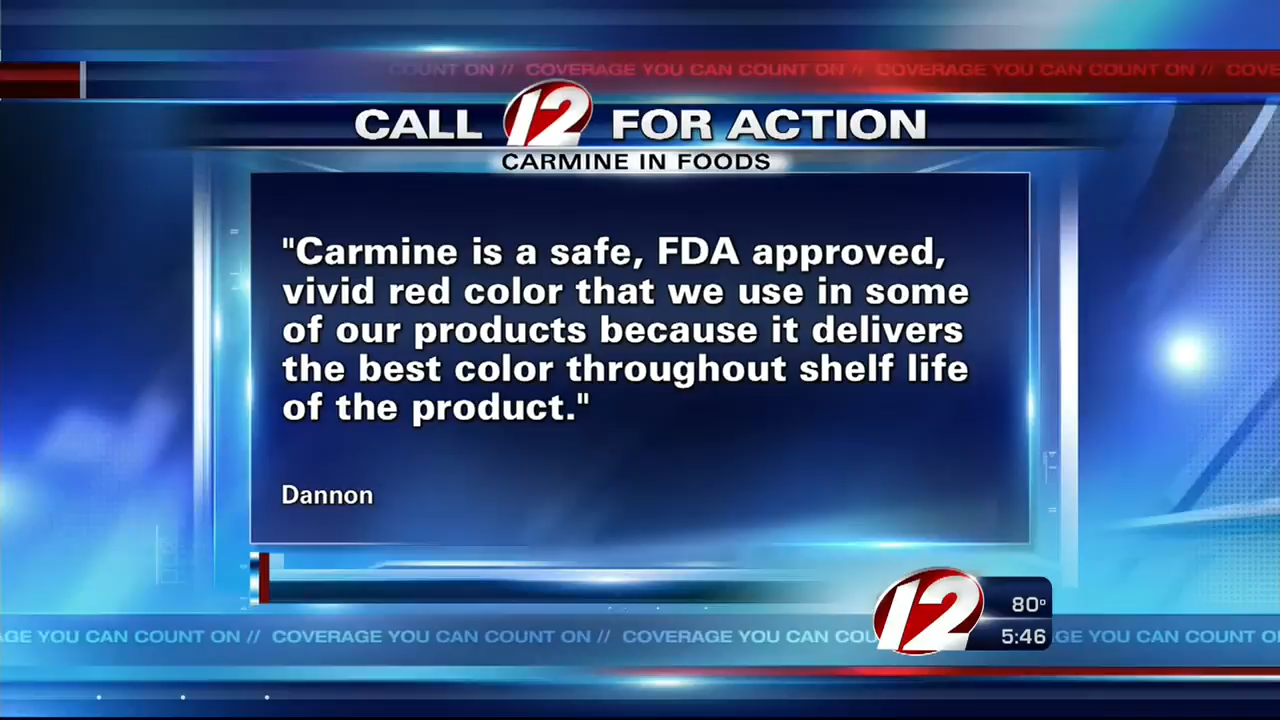 COUNT ON // COVERAGE YOU CAN COUNT ON // COVERAGE YOU CAN COUNT ON // COVE
CALL 12 FOR ACTION
CARMINE IN FOODS
"Carmine is a safe, FDA approved,
vivid red color that we use in some
of our products because it delivers
the best color throughout shelf life
of the product."
Dannon
12
80°
5:46
GE YOU CAN COUNT ON // COVERAGE YOU CAN COUNT ON // COVERAGE YOU CAN COU GE YOU CAN COUNT O